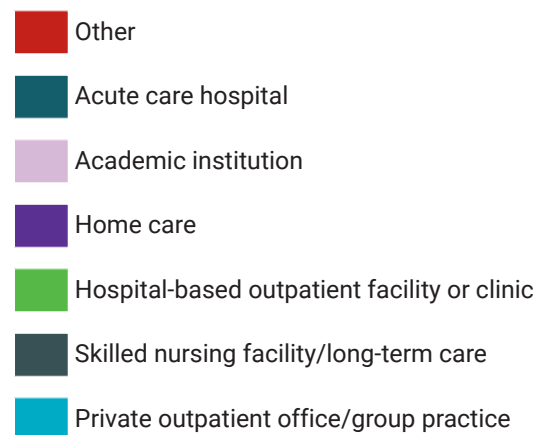 Other
Acute care hospital
Academic institution
Home care
Hospital-based outpatient facility or clinic
Skilled nursing facility/long-term care
Private outpatient office/group practice